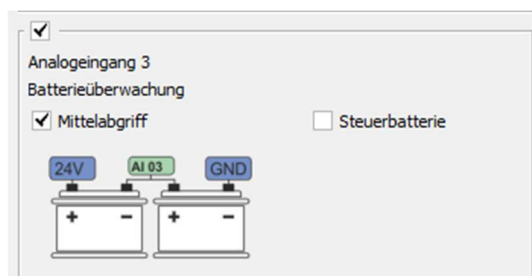 Analogeingang 3
Batterieüberwachung
Mittelabgriff Steuerbatterie
24V AI 03 GND
+ - + -